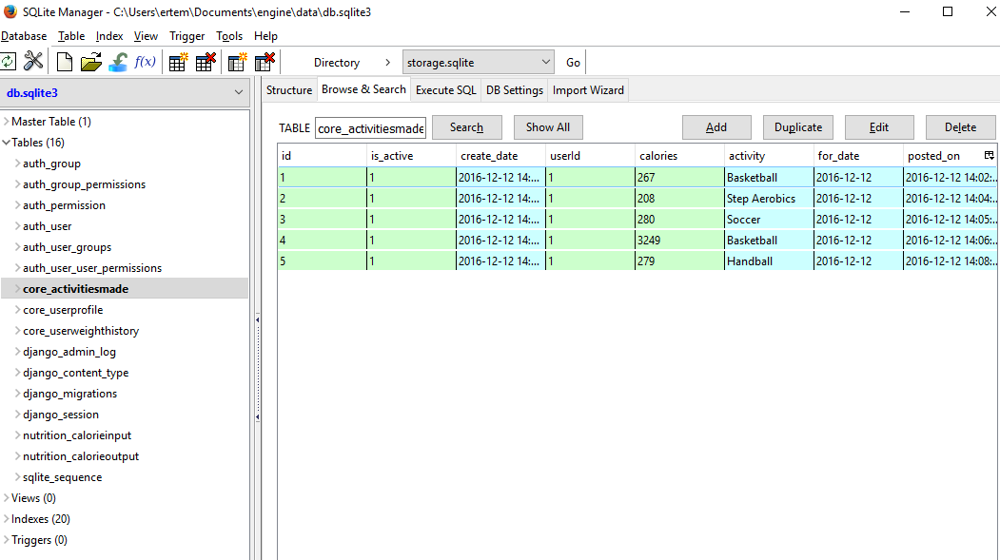 SQLite Manager - C:\Users\ertem\Documents\engine\data\db.sqlite3
Database Table Index View Trigger Tools Help
f(x) Directory > storage.sqlite Go
db.sqlite3
Structure Browse & Search Execute SQL DB Settings Import Wizard
Master Table (1)
Tables (16)
auth_group
auth_group_permissions
auth_permission
auth_user
auth_user_groups
auth_user_user_permissions
core_activitiesmade
core_userprofile
core_userweighthistory
django_admin_log
django_content_type
django_migrations
django_session
nutrition_calorieinput
nutrition_calorieoutput
sqlite_sequence
Views (0)
Indexes (20)
Triggers (0)
TABLE core_activitiesmade Search Show All Add Duplicate Edit Delete
id is_active create_date userId calories activity for_date posted_on
1 1 2016-12-12 14:... 1 267 Basketball 2016-12-12 2016-12-12 14:02:...
2 1 2016-12-12 14:... 1 208 Step Aerobics 2016-12-12 2016-12-12 14:04:...
3 1 2016-12-12 14:... 1 280 Soccer 2016-12-12 2016-12-12 14:05:...
4 1 2016-12-12 14:... 1 3249 Basketball 2016-12-12 2016-12-12 14:06:...
5 1 2016-12-12 14:... 1 279 Handball 2016-12-12 2016-12-12 14:08:...